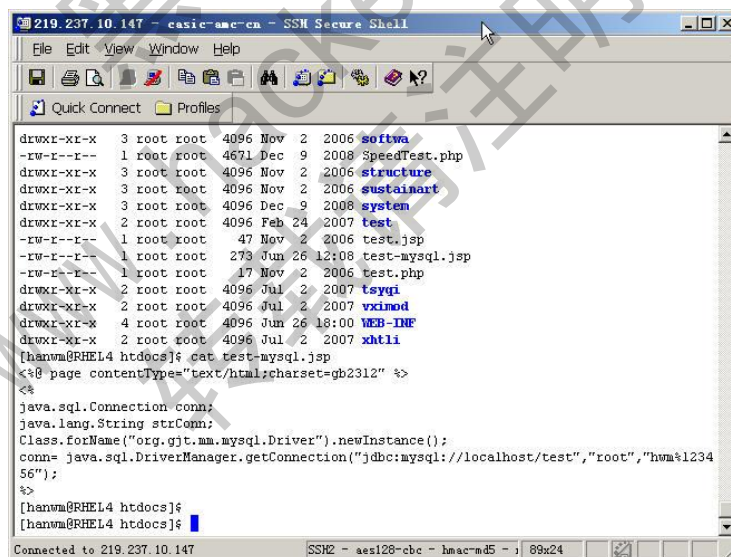 219.237.10.147 - casic-amc-cn - SSH Secure Shell
File Edit View Window Help
Quick Connect Profiles
drwxr-xr-x 3 root root 4096 Nov 2 2006 softwa
-rw-r--r-- 1 root root 4671 Dec 9 2008 SpeedTest.php
drwxr-xr-x 3 root root 4096 Nov 2 2006 structure
drwxr-xr-x 3 root root 4096 Nov 2 2006 sustainart
drwxr-xr-x 3 root root 4096 Dec 9 2008 system
drwxr-xr-x 2 root root 4096 Feb 24 2007 test
-rw-r--r-- 1 root root 47 Nov 2 2006 test.jsp
-rw-r--r-- 1 root root 273 Jun 26 12:08 test-mysql.jsp
-rw-r--r-- 1 root root 17 Nov 2 2006 test.php
drwxr-xr-x 2 root root 4096 Jul 2 2007 tsyqi
drwxr-xr-x 2 root root 4096 Jul 2 2007 vximod
drwxr-xr-x 4 root root 4096 Jun 26 18:00 WEB-INF
drwxr-xr-x 2 root root 4096 Jul 2 2007 xhtli
[hanwm@RHEL4 htdocs]$ cat test-mysql.jsp
<%@ page contentType="text/html;charset=gb2312" %>
<%
java.sql.Connection conn;
java.lang.String strConn;
Class.forName("org.gjt.mm.mysql.Driver").newInstance();
conn= java.sql.DriverManager.getConnection("jdbc:mysql://localhost/test","root","hwm%1234
56");
%>
[hanwm@RHEL4 htdocs]$
[hanwm@RHEL4 htdocs]$
Connected to 219.237.10.147 SSH2 - aes128-cbc - hmac-md5 - 89x24
www.hacke
转载请注明